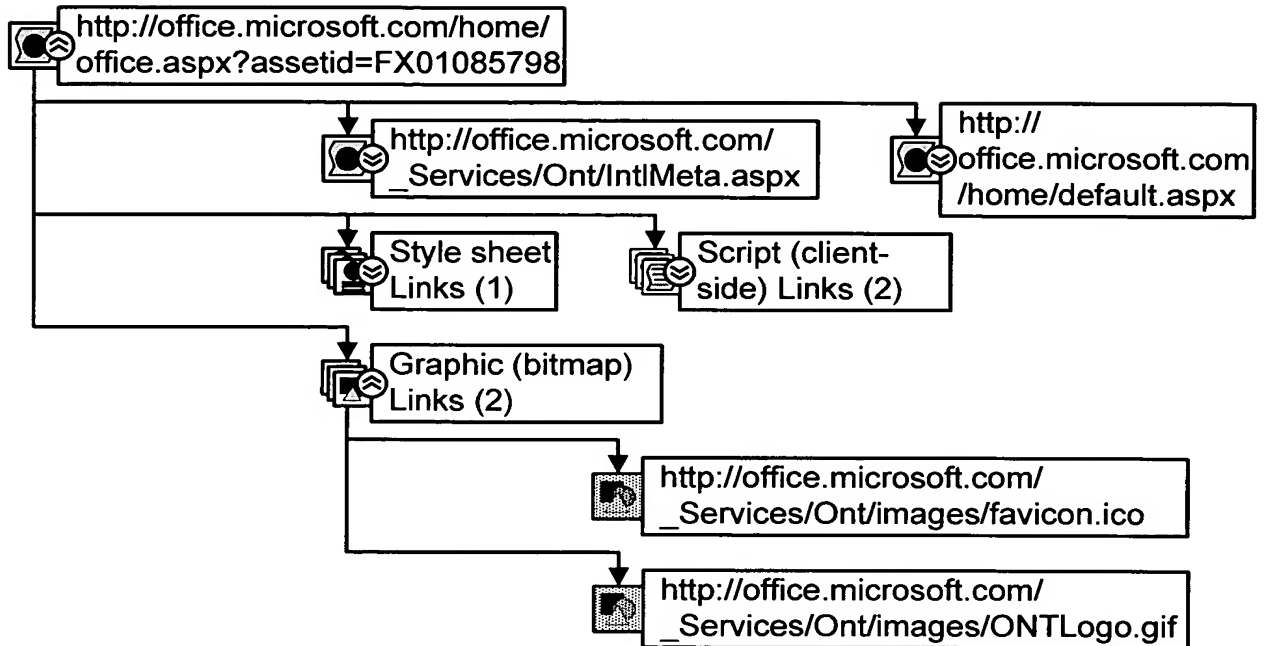 http://office.microsoft.com/home/
office.aspx?assetid=FX01085798
http://office.microsoft.com/
_Services/Ont/IntlMeta.aspx
http://
office.microsoft.com
/home/default.aspx
Style sheet
Links (1)
Script (client-
side) Links (2)
Graphic (bitmap)
Links (2)
http://office.microsoft.com/
_Services/Ont/images/favicon.ico
http://office.microsoft.com/
_Services/Ont/images/ONTLogo.gif